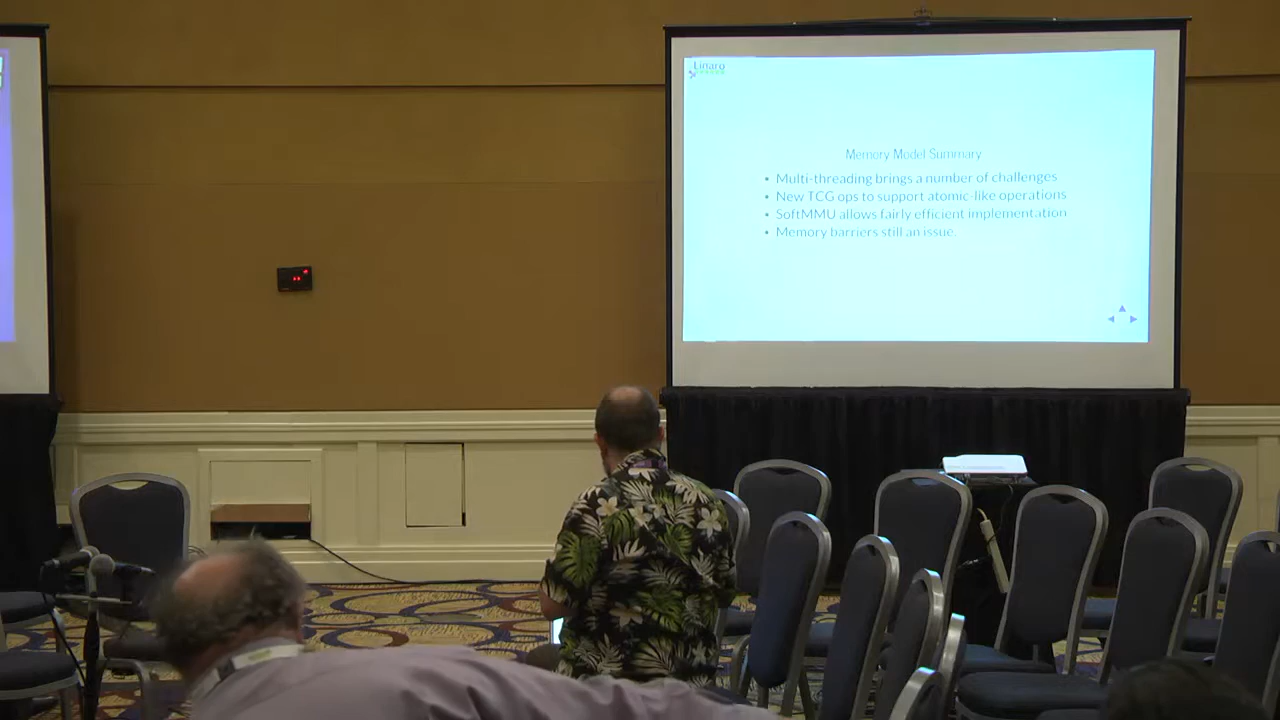 Linaro
Memory Model Summary
• Multi-threading brings a number of challenges
• New TCG ops to support atomic-like operations
• SoftMMU allows fairly efficient implementation
• Memory barriers still an issue.